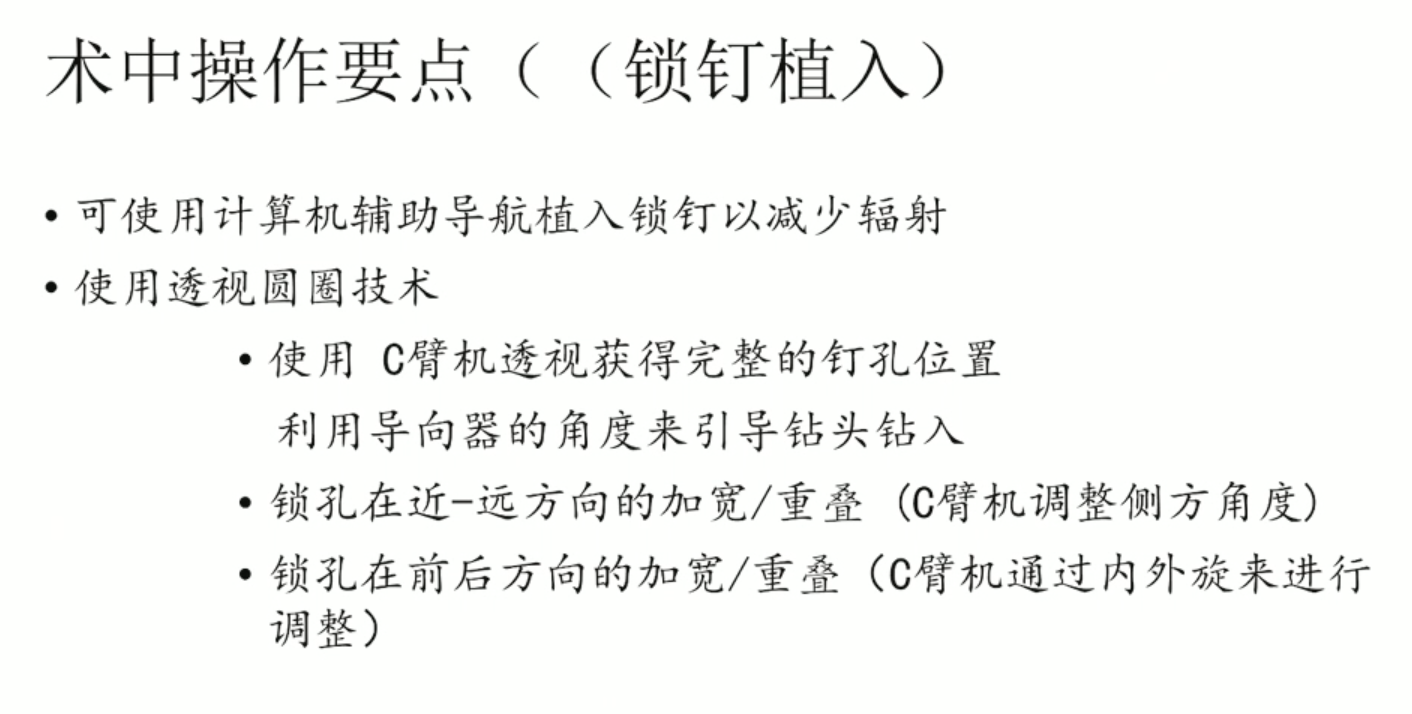 术中操作要点（（锁钉植入）
• 可使用计算机辅助导航植入锁钉以减少辐射
• 使用透视圆圈技术
• 使用 C臂机透视获得完整的钉孔位置
利用导向器的角度来引导钻头钻入
• 锁孔在近-远方向的加宽/重叠 (C臂机调整侧方角度)
• 锁孔在前后方向的加宽/重叠（C臂机通过内外旋来进行
调整）